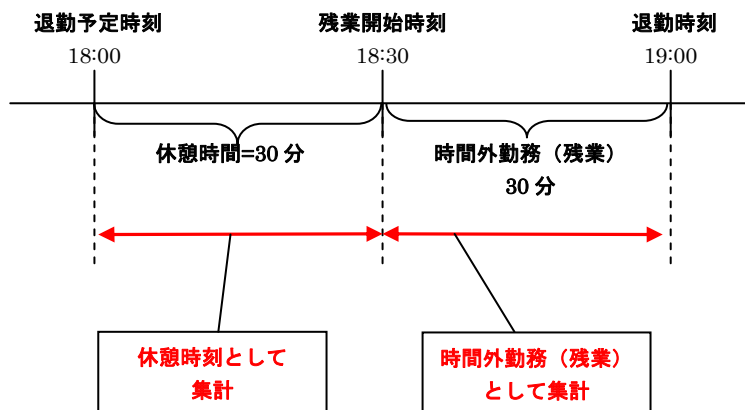 退勤予定時刻 残業開始時刻 退勤時刻
18:00 18:30 19:00
休憩時間=30 分 時間外勤務（残業）
30 分
休憩時刻として
集計
時間外勤務（残業）
として集計